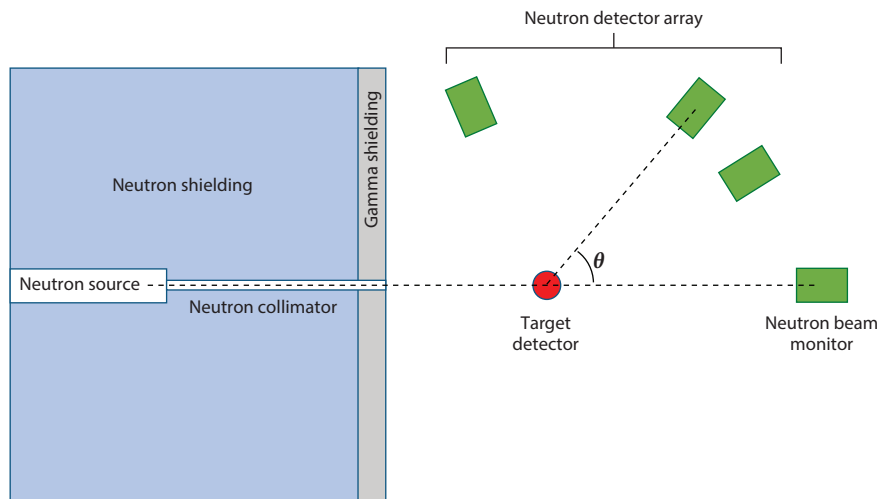 Neutron detector array
Gamma shielding
Neutron shielding
Neutron source
Neutron collimator
θ
Target
detector
Neutron beam
monitor